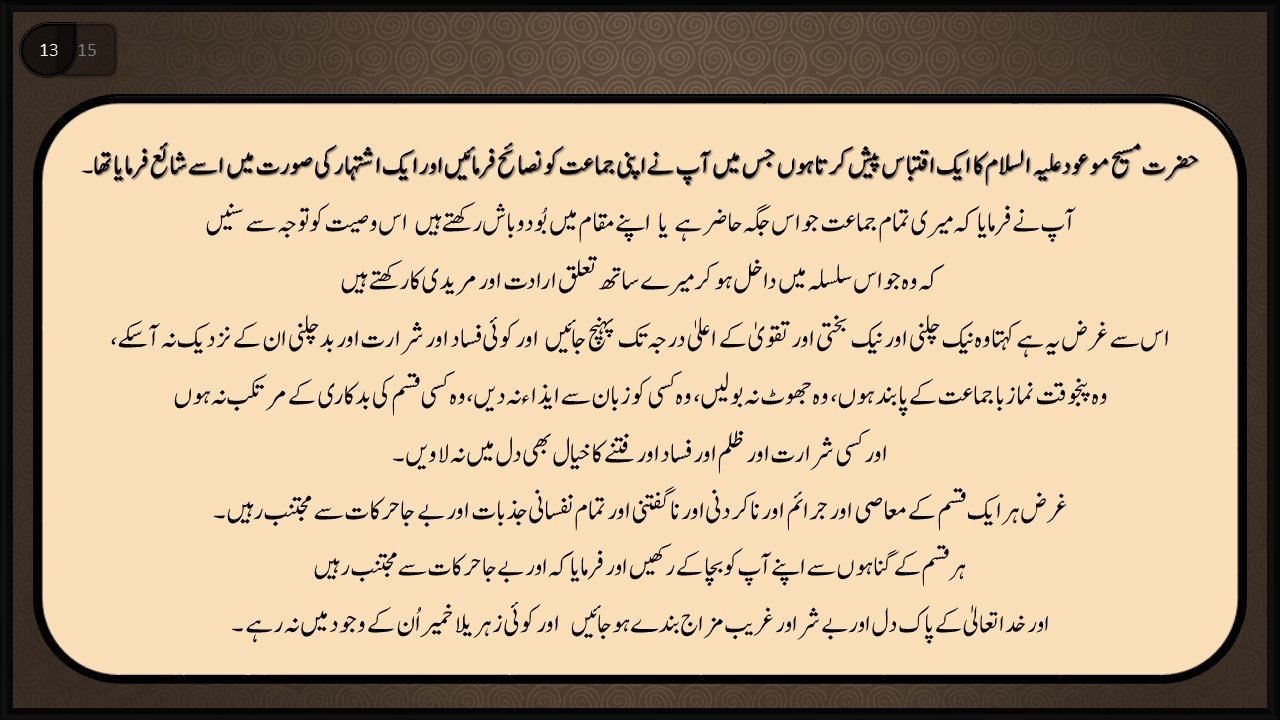 13 15
حضرت مسیح موعود علیہ السلام کا ایک اقتباس پیش کرتا ہوں جس میں آپ نے اپنی جماعت کو نصائح فرمائیں اور ایک اشتہار کی صورت میں اسے شائع فرمایا تھا۔
آپ نے فرمایا کہ میری تمام جماعت جو اس جگہ حاضر ہے یا اپنے مقام میں بُودوباش رکھتے ہیں اس وصیت کو توجہ سے سنیں
کہ وہ جو اس سلسلہ میں داخل ہو کر میرے ساتھ تعلق ارادت اور مریدی کا رکھتے ہیں
اس سے غرض یہ ہے کہ تا وہ نیک چلنی اور نیک بختی اور تقویٰ کے اعلیٰ درجہ تک پہنچ جائیں اور کوئی فساد اور شرارت اور بدچلنی ان کے نزدیک نہ آ سکے،
وہ پنجوقت نماز باجماعت کے پابند ہوں، وہ جھوٹ نہ بولیں، وہ کسی کو زبان سے ایذاء نہ دیں، وہ کسی قسم کی بدکاری کے مرتکب نہ ہوں
اور کسی شرارت اور ظلم اور فساد اور فتنے کا خیال بھی دل میں نہ لاویں۔
غرض ہر ایک قسم کے معاصی اور جرائم اور ناکردنی اور ناگفتنی اور تمام نفسانی جذبات اور بے جا حرکات سے مجتنب رہیں۔
ہر قسم کے گناہوں سے اپنے آپ کو بچا کے رکھیں اور فرمایا کہ اور بے جا حرکات سے مجتنب رہیں
اور خدا تعالیٰ کے پاک دل اور بے شر اور غریب مزاج بندے ہو جائیں اور کوئی زہریلا خمیر اُن کے وجود میں نہ رہے۔